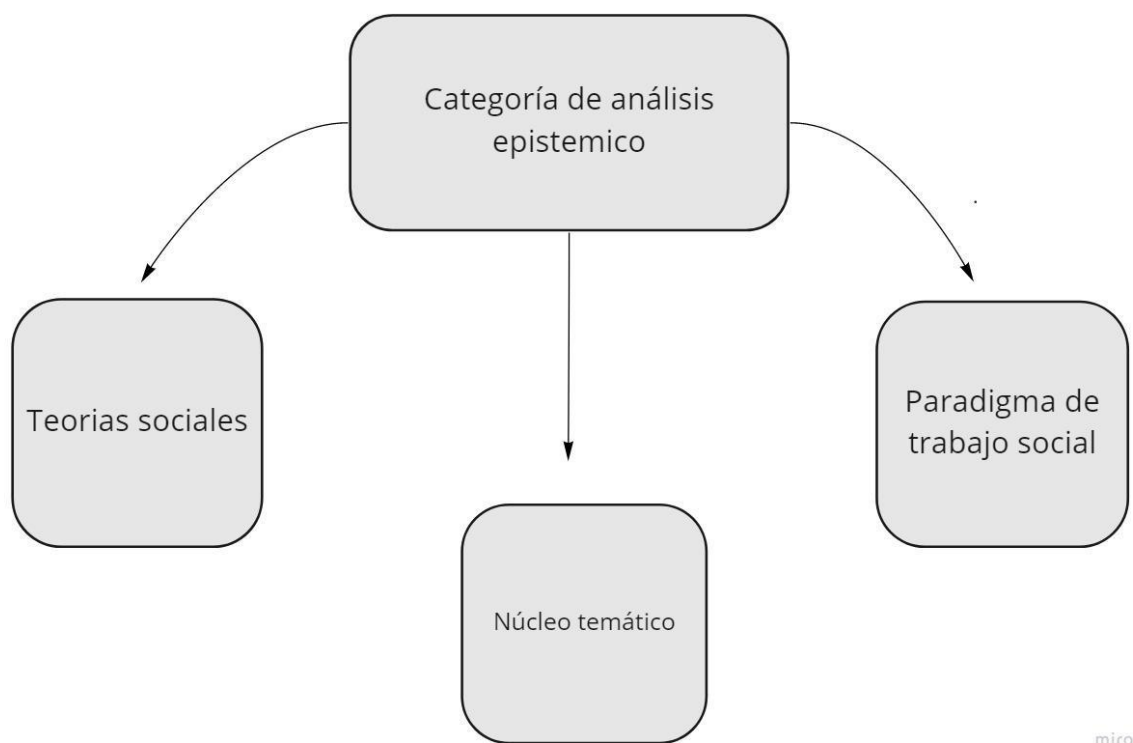 Categoría de análisis
epistemico
Teorias sociales
Paradigma de
trabajo social
Núcleo temático
miro